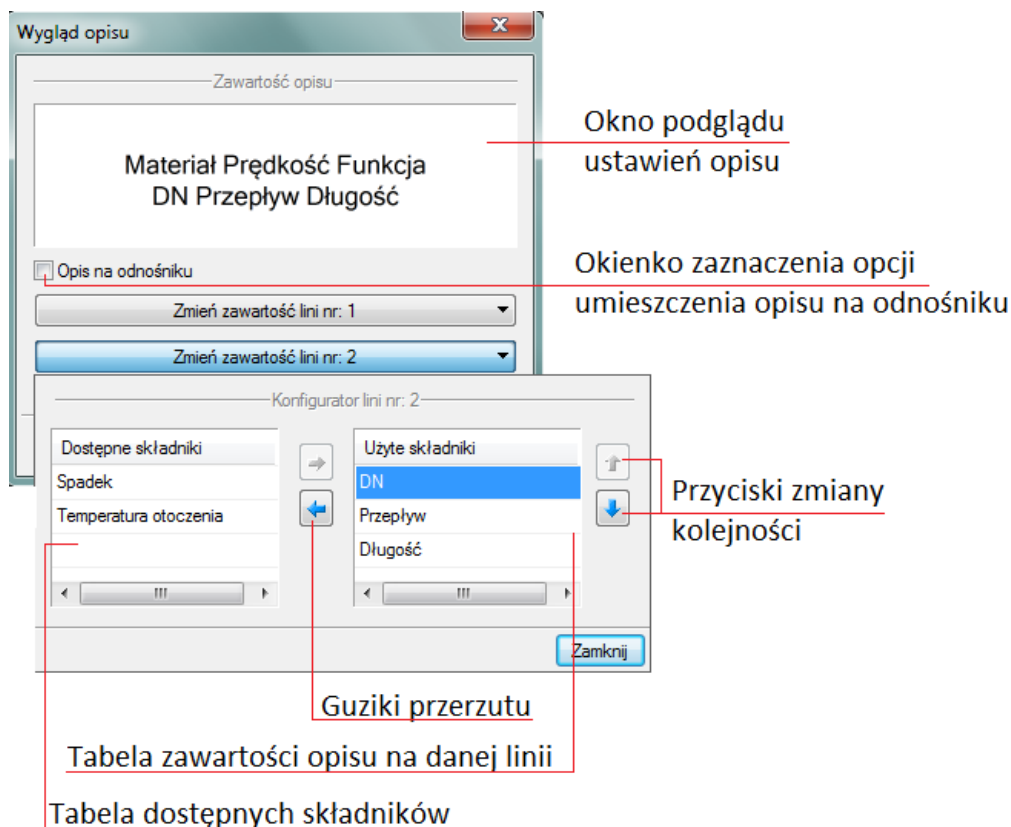 Wygląd opisu
Zawartość opisu
Materiał Prędkość Funkcja
DN Przepływ Długość
Okno podglądu
ustawień opisu
Opis na odnośniku
Okienko zaznaczenia opcji
umieszczenia opisu na odnośniku
Zmień zawartość lini nr: 1
Zmień zawartość lini nr: 2
Konfigurator lini nr: 2
Dostępne składniki
Spadek
Temperatura otoczenia
Użyte składniki
DN
Przepływ
Długość
Przyciski zmiany
kolejności
Zamknij
Guziki przerzutu
Tabela zawartości opisu na danej linii
Tabela dostępnych składników